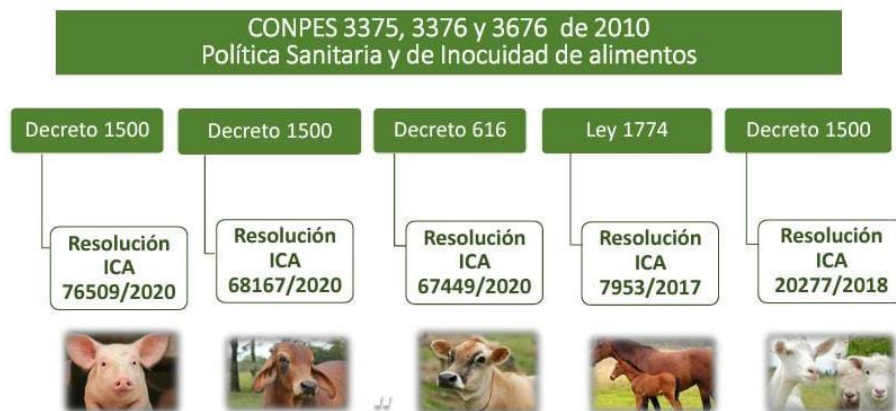 CONPES 3375, 3376 y 3676 de 2010
Política Sanitaria y de Inocuidad de alimentos
Decreto 1500
Decreto 1500
Decreto 616
Ley 1774
Decreto 1500
Resolución
ICA
76509/2020
Resolución
ICA
68167/2020
Resolución
ICA
67449/2020
Resolución
ICA
7953/2017
Resolución
ICA
20277/2018